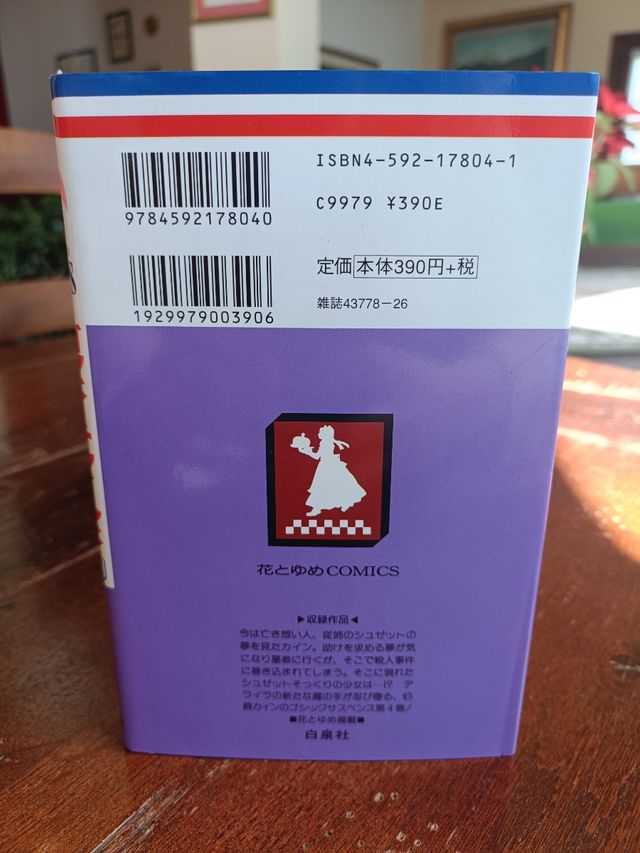 ISBN4-592-17804-1
9784592178040
C9979 ¥390E
定価 本体390円+税
1929979003906
雑誌43778-26
花とゆめCOMICS
▶収録作品◀
今は亡き想い人、従姉のシュゼットの
夢を見たカイン。助けを求める夢が気
になり墓参に行くが、そこで殺人事件
に巻き込まれてしまう。そこに現れた
シュゼットそっくりの少女は…!? デ
ライラの新たな魔の手が忍び寄る、伯
爵カインのゴシックサスペンス第4巻!
■花とゆめ掲載■
白泉社